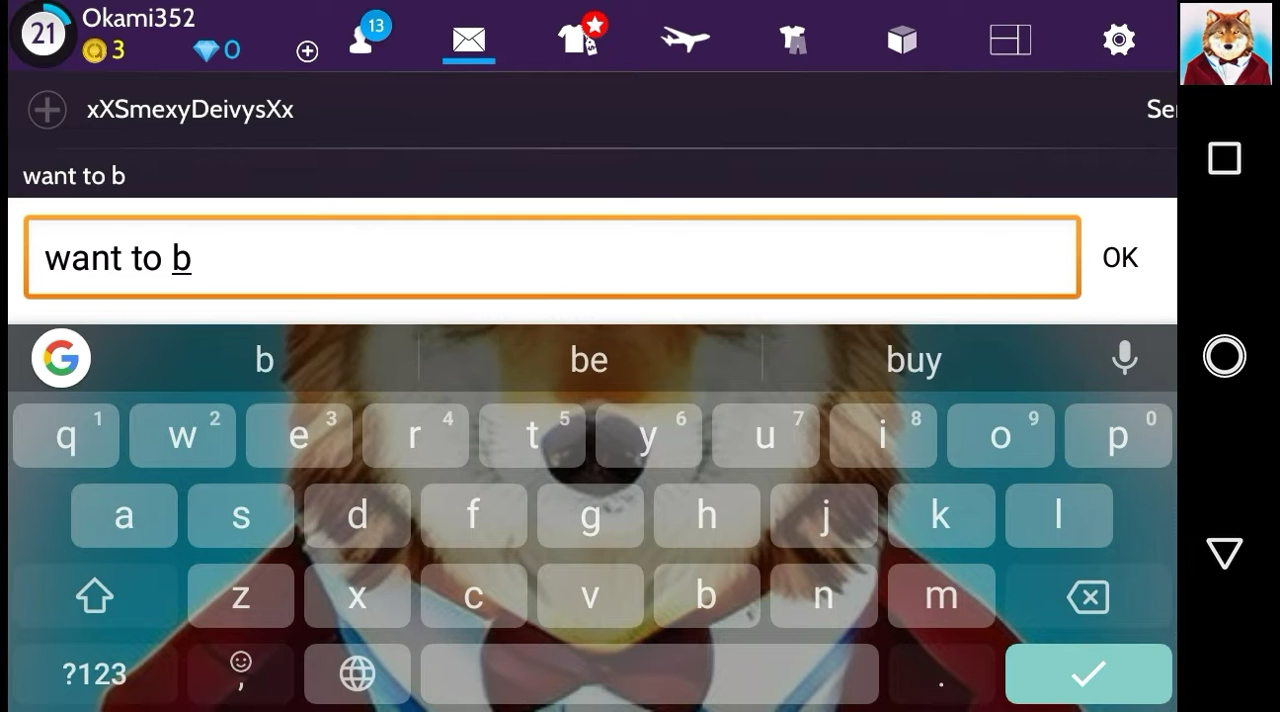 21 Okami352
3 0 13
xXSmexyDeivysXx
want to b
want to b OK
G b be buy
q 1 w 2 e 3 r 4 t 5 y 6 u 7 i 8 o 9 p 0
a s d f g h j k l
z x c v b n m
?123 , .